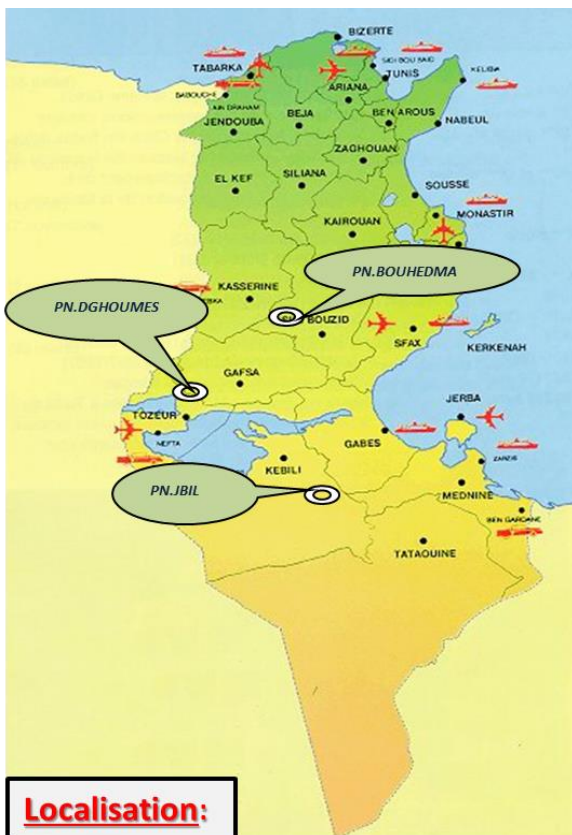 BIZERTE
TABARKA
SIDI BOU SAID
TUNIS
KELIBIA
BABOUCHE
ARIANA
AIN DRAHAM
JENDOUBA
BEJA
BEN AROUS
NABEUL
ZAGHOUAN
EL KEF
SILIANA
SOUSSE
MONASTIR
KAIROUAN
PN.BOUHEDMA
KASSERINE
PN.DGHOUMES
BOUZID
SFAX
KERKENAH
GAFSA
TOZEUR
JERBA
NEFTA
GABES
KEBILI
ZARZIS
PN.JBIL
MEDNINE
BEN GARDANE
TATAOUINE
Localisation: